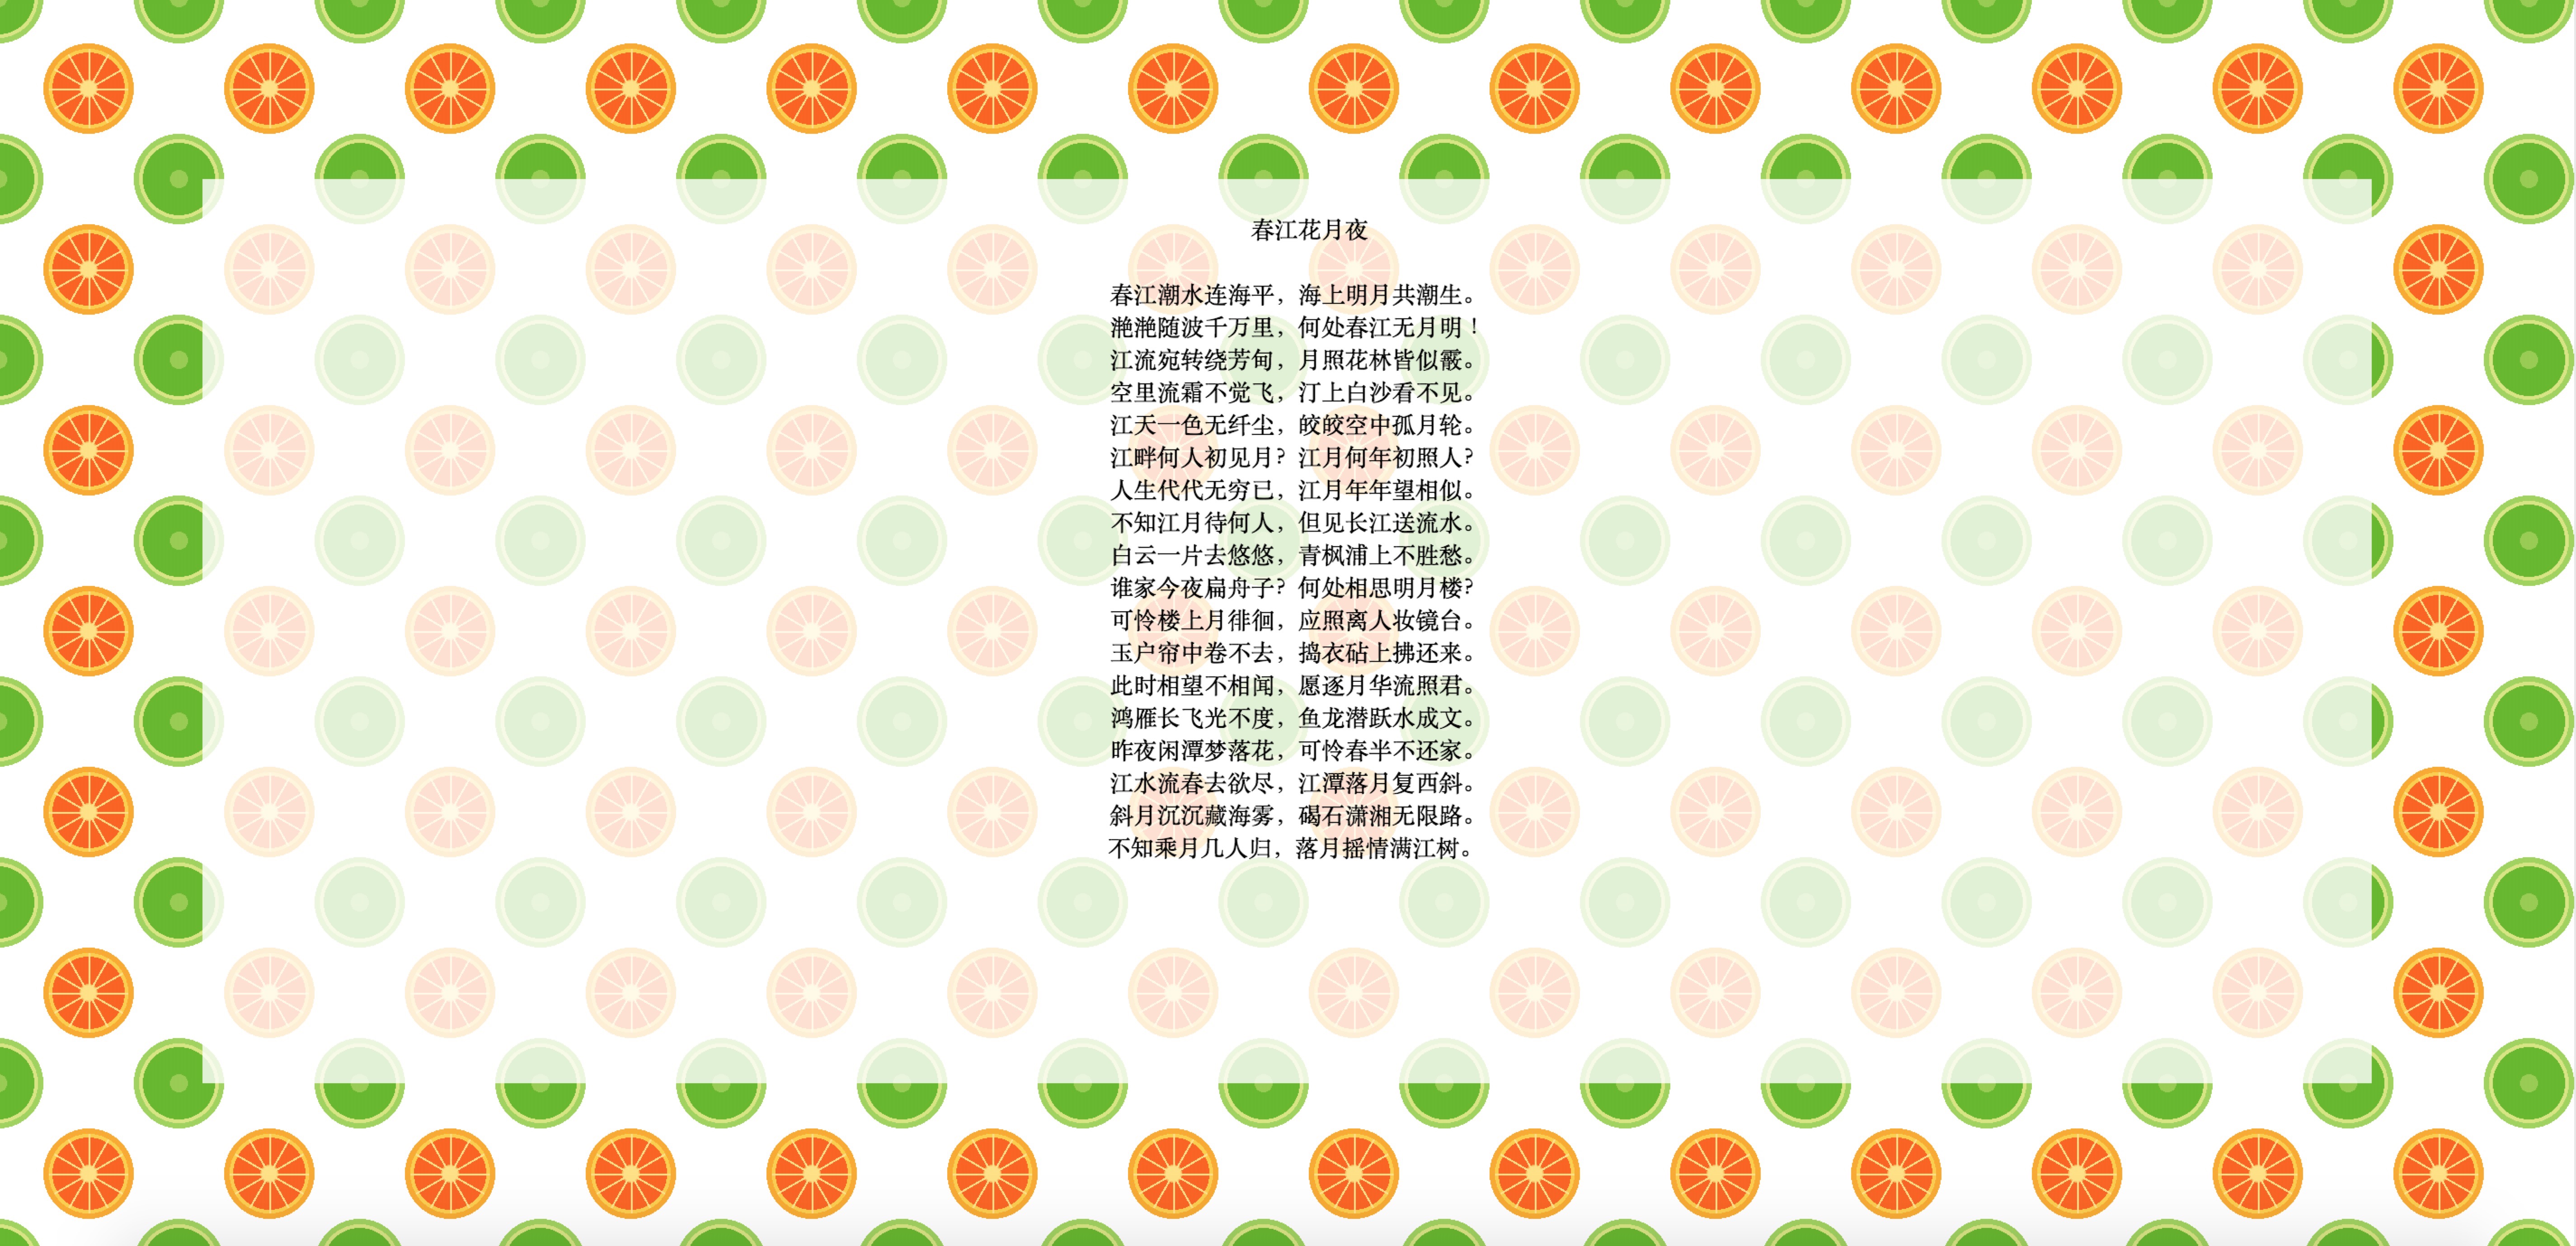 春江花月夜
春江潮水连海平，海上明月共潮生。
滟滟随波千万里，何处春江无月明！
江流宛转绕芳甸，月照花林皆似霰。
空里流霜不觉飞，汀上白沙看不见。
江天一色无纤尘，皎皎空中孤月轮。
江畔何人初见月？江月何年初照人？
人生代代无穷已，江月年年望相似。
不知江月待何人，但见长江送流水。
白云一片去悠悠，青枫浦上不胜愁。
谁家今夜扁舟子？何处相思明月楼？
可怜楼上月徘徊，应照离人妆镜台。
玉户帘中卷不去，捣衣砧上拂还来。
此时相望不相闻，愿逐月华流照君。
鸿雁长飞光不度，鱼龙潜跃水成文。
昨夜闲潭梦落花，可怜春半不还家。
江水流春去欲尽，江潭落月复西斜。
斜月沉沉藏海雾，碣石潇湘无限路。
不知乘月几人归，落月摇情满江树。